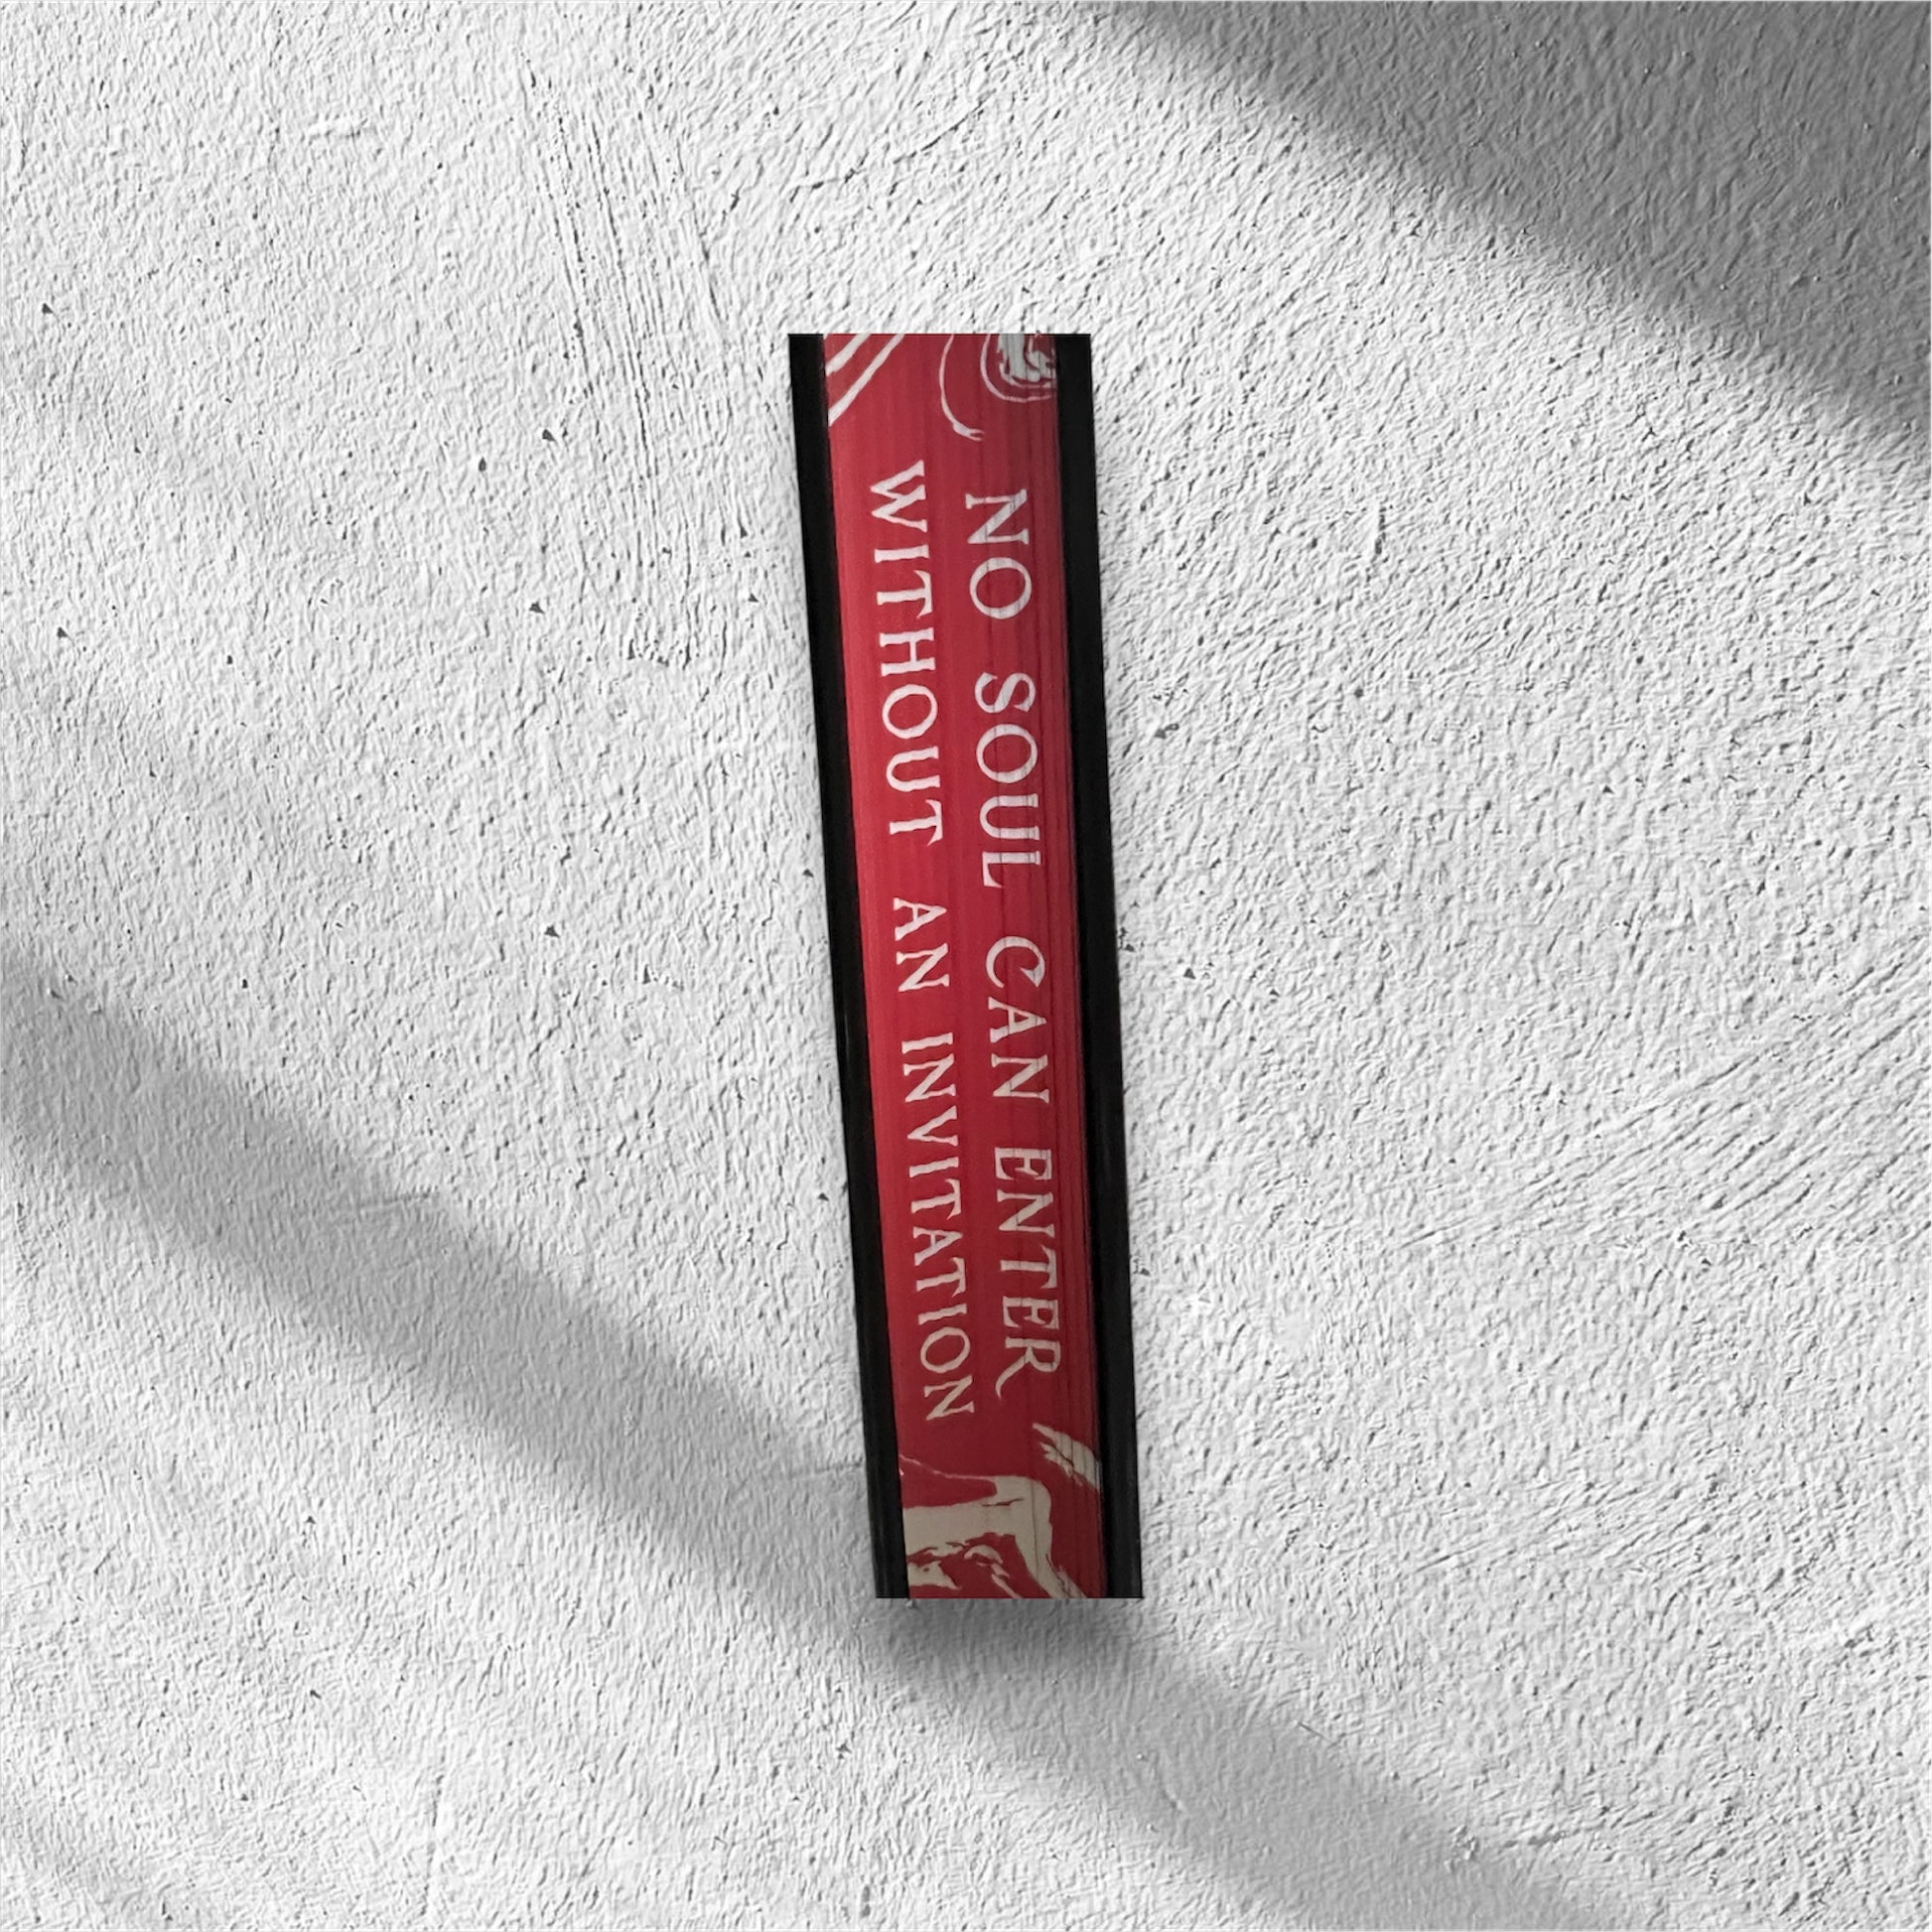 NO SOUL CAN ENTER
WITHOUT AN INVITATION